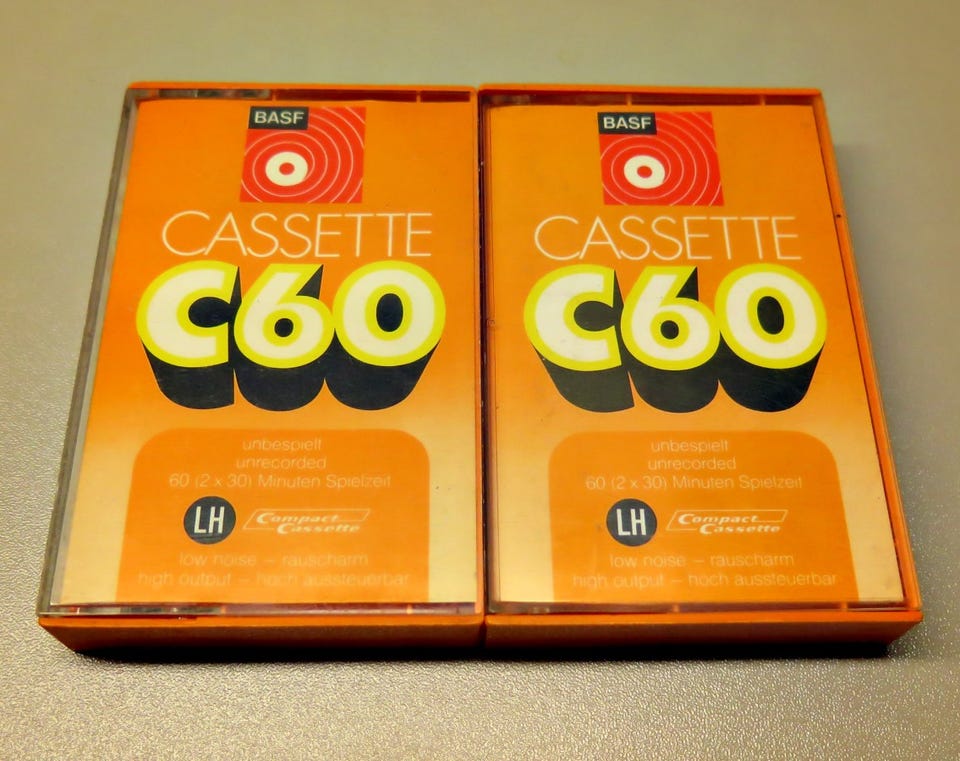 BASF
CASSETTE
C60
unbespielt
unrecorded
60 (2 x 30) Minuten Spielzeit
LH Compact Cassette
low noise – rauscharm
high output – hoch aussteuerbar
BASF
CASSETTE
C60
unbespielt
unrecorded
60 (2 x 30) Minuten Spielzeit
LH Compact Cassette
low noise – rauscharm
high output – hoch aussteuerbar